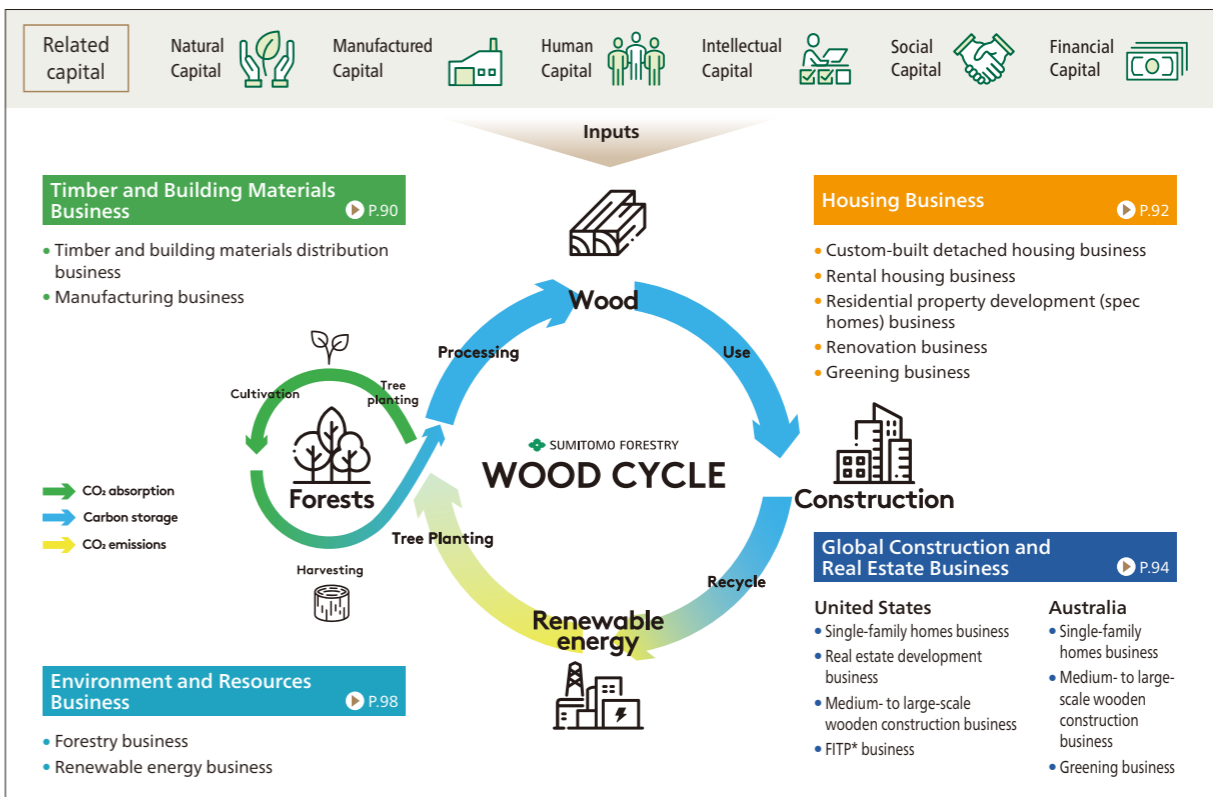 Related
capital
Natural
Capital
Manufactured
Capital
Human
Capital
Intellectual
Capital
Social
Capital
Financial
Capital
Inputs
Timber and Building Materials
Business
P.90
• Timber and building materials distribution
business
• Manufacturing business
Housing Business
P.92
• Custom-built detached housing business
• Rental housing business
• Residential property development (spec
homes) business
• Renovation business
• Greening business
Wood
Processing
Use
Cultivation
Tree
planting
Forests
Harvesting
SUMITOMO FORESTRY
WOOD CYCLE
Construction
CO₂ absorption
Carbon storage
CO₂ emissions
Tree Planting
Recycle
Renewable
energy
Global Construction and
Real Estate Business
P.94
United States
• Single-family homes business
• Real estate development
business
• Medium- to large-scale
wooden construction business
• FITP* business
Australia
• Single-family
homes business
• Medium- to large-
scale wooden
construction
business
• Greening business
Environment and Resources
Business
P.98
• Forestry business
• Renewable energy business